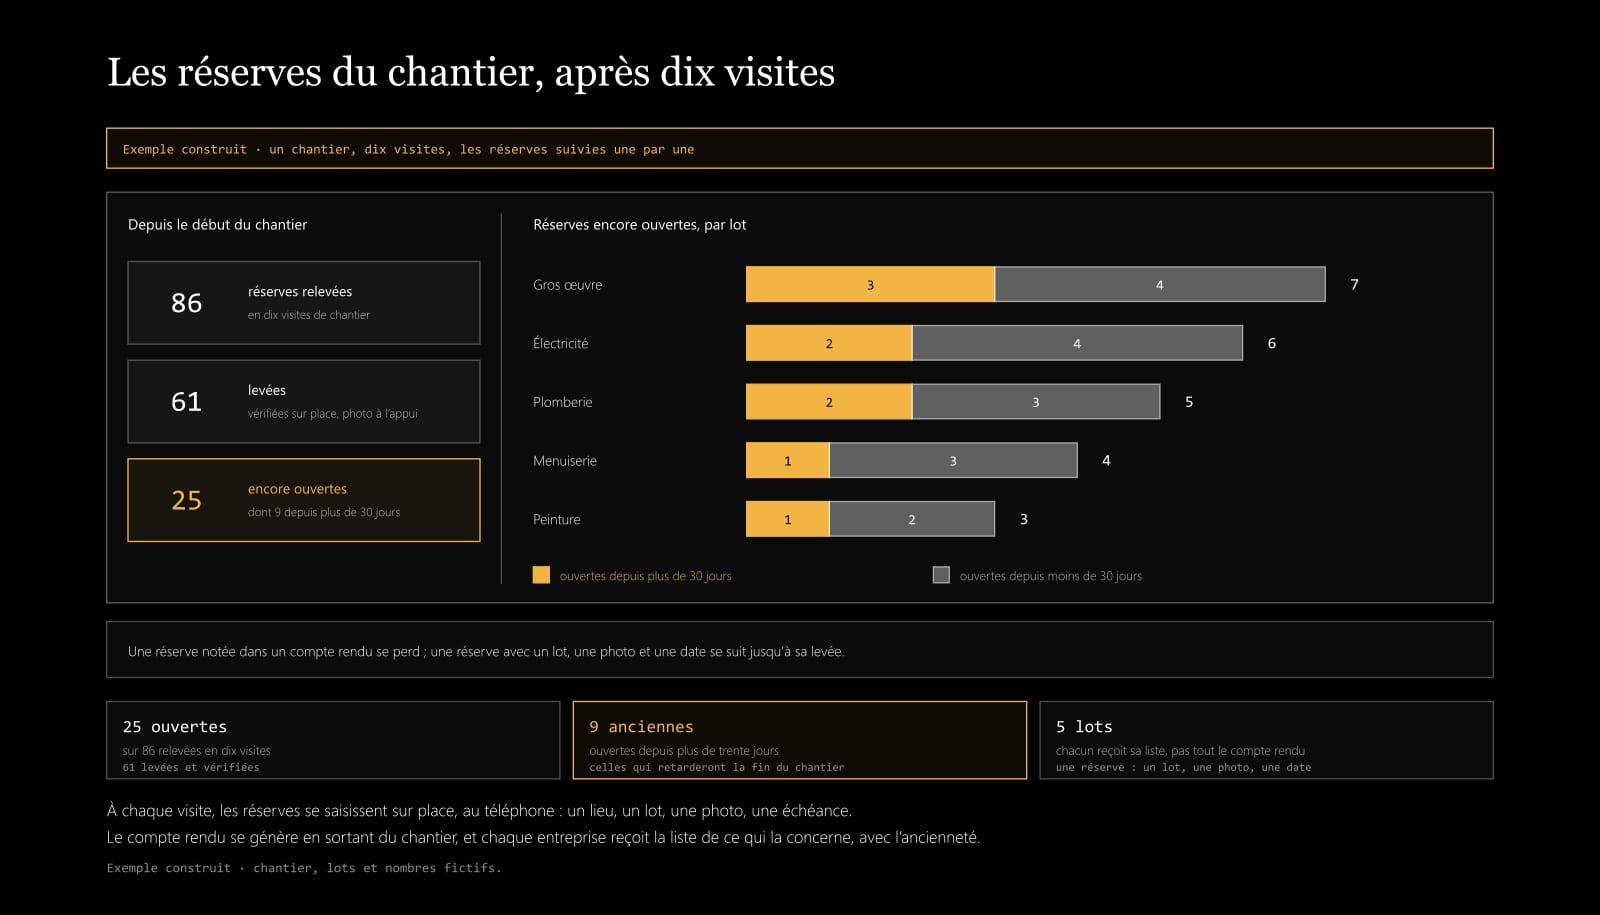 Les réserves du chantier, après dix visites
Exemple construit · un chantier, dix visites, les réserves suivies une par une
Depuis le début du chantier
86
réserves relevées
en dix visites de chantier
61
levées
vérifiées sur place, photo à l’appui
25
encore ouvertes
dont 9 depuis plus de 30 jours
Réserves encore ouvertes, par lot
Gros œuvre 3 4 7
Électricité 2 4 6
Plomberie 2 3 5
Menuiserie 1 3 4
Peinture 1 2 3
ouvertes depuis plus de 30 jours
ouvertes depuis moins de 30 jours
Une réserve notée dans un compte rendu se perd ; une réserve avec un lot, une photo et une date se suit jusqu’à sa levée.
25 ouvertes
sur 86 relevées en dix visites
61 levées et vérifiées
9 anciennes
ouvertes depuis plus de trente jours
celles qui retarderont la fin du chantier
5 lots
chacun reçoit sa liste, pas tout le compte rendu
une réserve : un lot, une photo, une date
À chaque visite, les réserves se saisissent sur place, au téléphone : un lieu, un lot, une photo, une échéance.
Le compte rendu se génère en sortant du chantier, et chaque entreprise reçoit la liste de ce qui la concerne, avec l’ancienneté.
Exemple construit · chantier, lots et nombres fictifs.